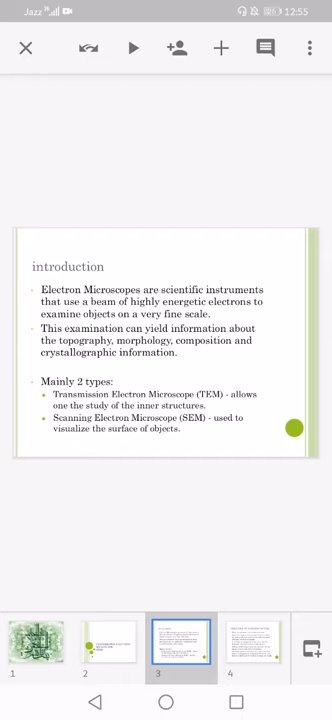 Jazz 12:55
introduction
Electron Microscopes are scientific instruments
that use a beam of highly energetic electrons to
examine objects on a very fine scale.
This examination can yield information about
the topography, morphology, composition and
crystallographic information.
Mainly 2 types:
Transmission Electron Microscope (TEM) - allows
one the study of the inner structures.
Scanning Electron Microscope (SEM) - used to
visualize the surface of objects.
1 2 3 4